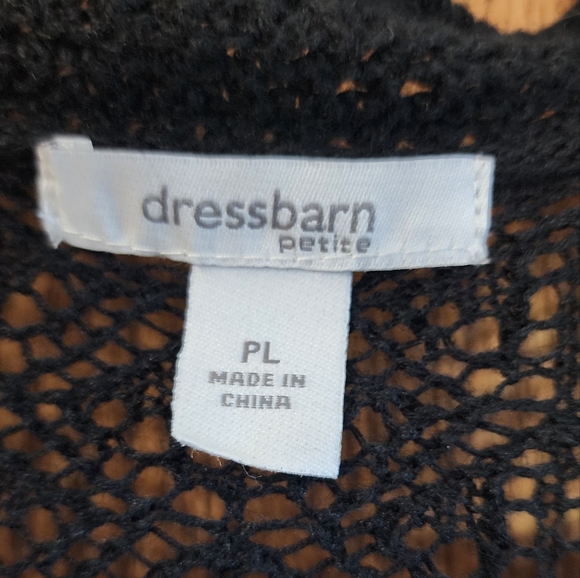 dressbarn
petite
PL
MADE IN
CHINA